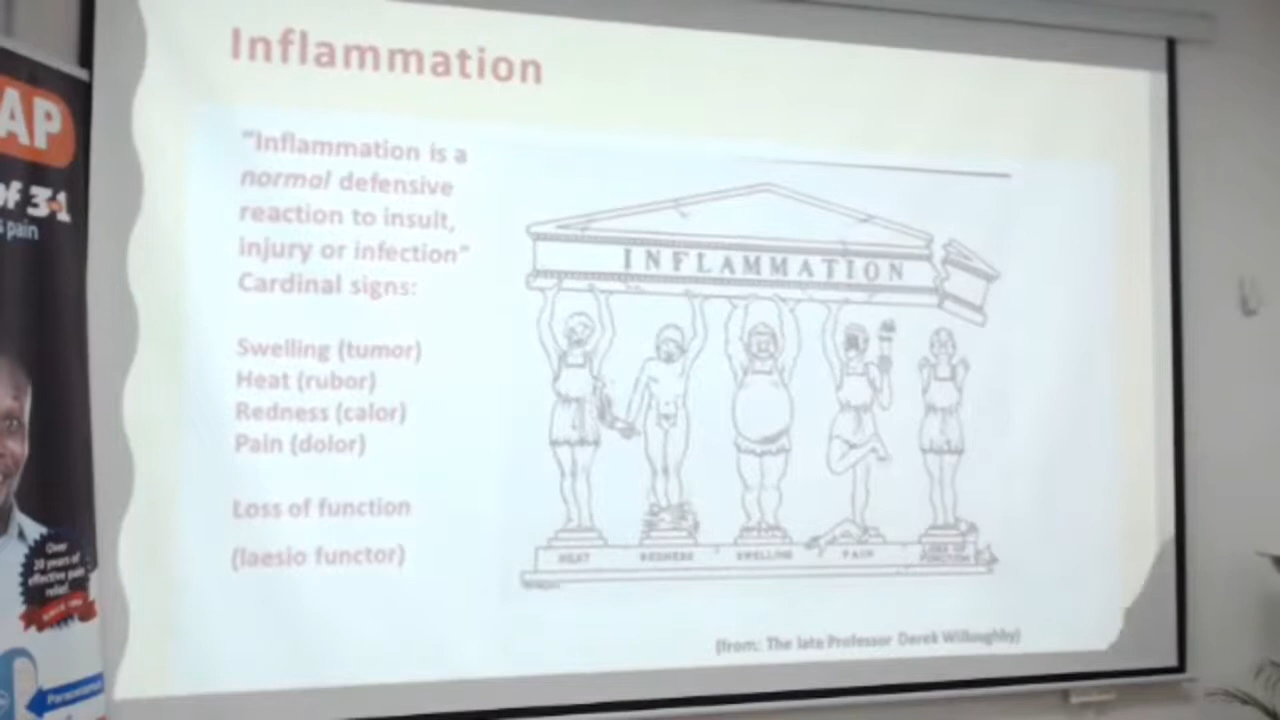 AP
of 3-1
s pain
Over
20 years of
effective pain
relief
Paracetamol
Inflammation
"Inflammation is a
normal defensive
reaction to insult,
injury or infection"
Cardinal signs:
Swelling (tumor)
Heat (rubor)
Redness (calor)
Pain (dolor)
Loss of function
(laesio functor)
INFLAMMATION
HEAT
REDNESS
SWELLING
PAIN
LOSS OF
FUNCTION
(from: The late Professor Derek Willoughby)